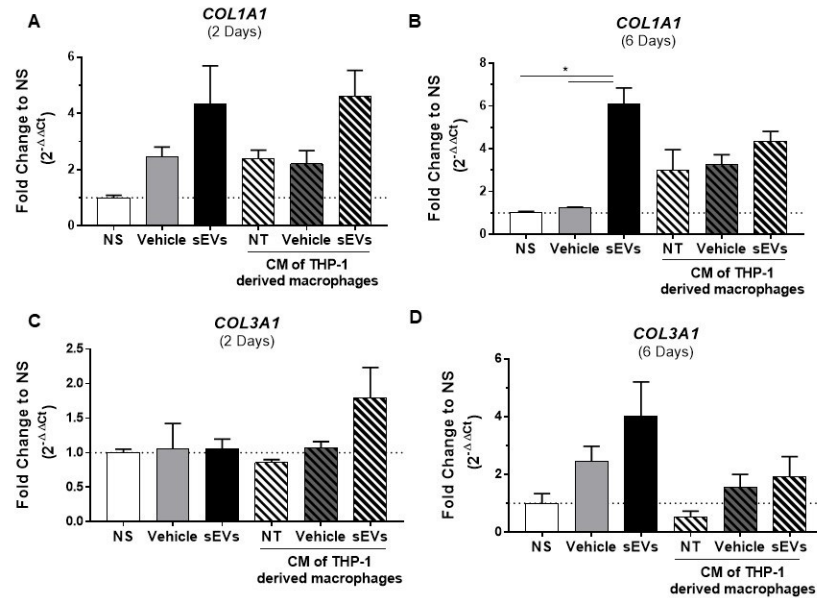 A
COL1A1
(2 Days)
Fold Change to NS
(2^-ΔΔCt)
6
4
2
0
NS Vehicle sEVs NT Vehicle sEVs
CM of THP-1
derived macrophages
B
COL1A1
(6 Days)
Fold Change to NS
(2^-ΔΔCt)
8
6
4
2
0
*
NS Vehicle sEVs NT Vehicle sEVs
CM of THP-1
derived macrophages
C
COL3A1
(2 Days)
Fold Change to NS
(2^-ΔΔCt)
2.5
2.0
1.5
1.0
0.5
0.0
NS Vehicle sEVs NT Vehicle sEVs
CM of THP-1
derived macrophages
D
COL3A1
(6 Days)
Fold Change to NS
(2^-ΔΔCt)
6
4
2
0
NS Vehicle sEVs NT Vehicle sEVs
CM of THP-1
derived macrophages